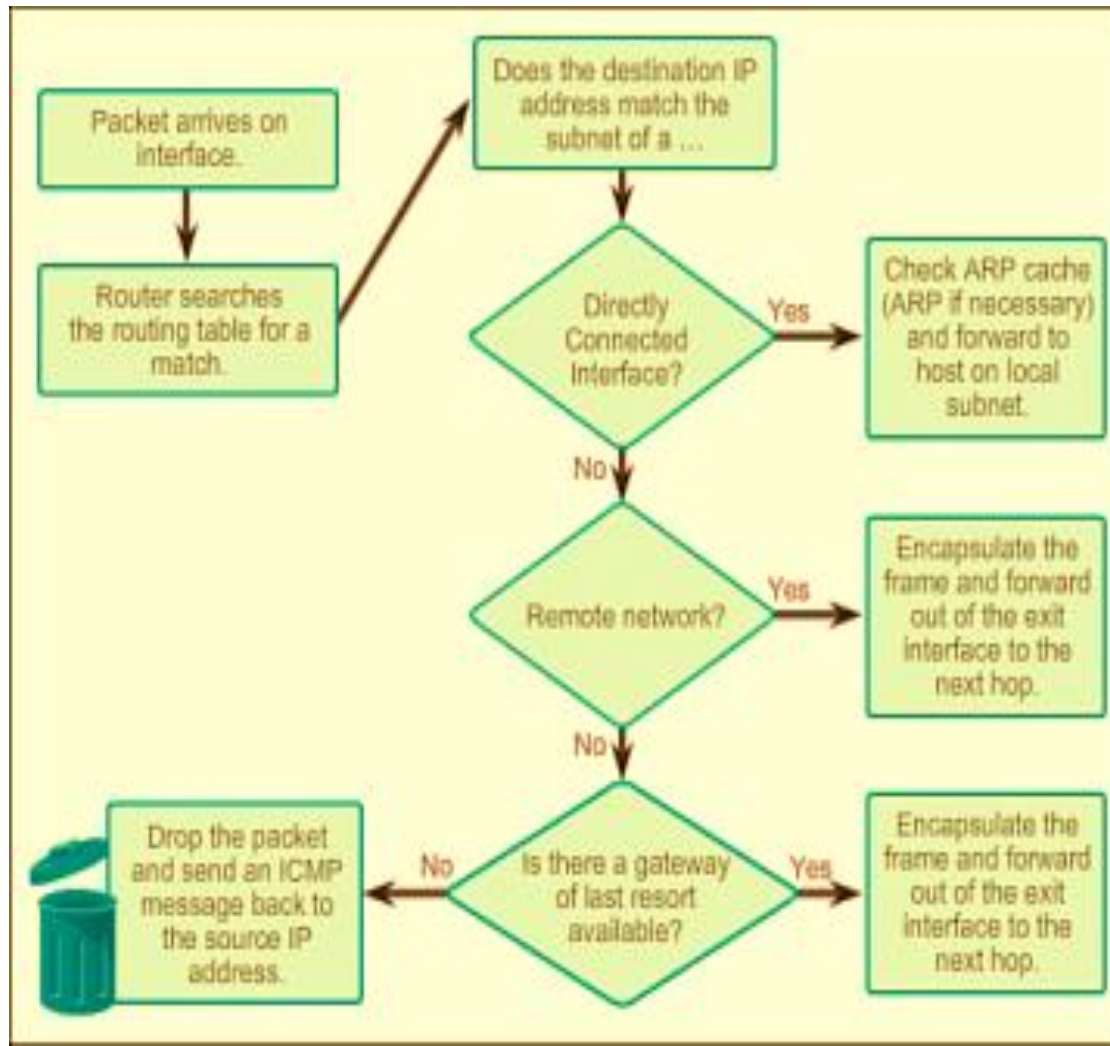 Packet arrives on
interface.
Router searches
the routing table for a
match.
Does the destination IP
address match the
subnet of a ...
Directly
Connected
Interface?
Yes
Check ARP cache
(ARP if necessary)
and forward to
host on local
subnet.
No
Remote network?
Yes
Encapsulate the
frame and forward
out of the exit
interface to the
next hop.
No
Is there a gateway
of last resort
available?
Yes
Encapsulate the
frame and forward
out of the exit
interface to the
next hop.
No
Drop the packet
and send an ICMP
message back to
the source IP
address.